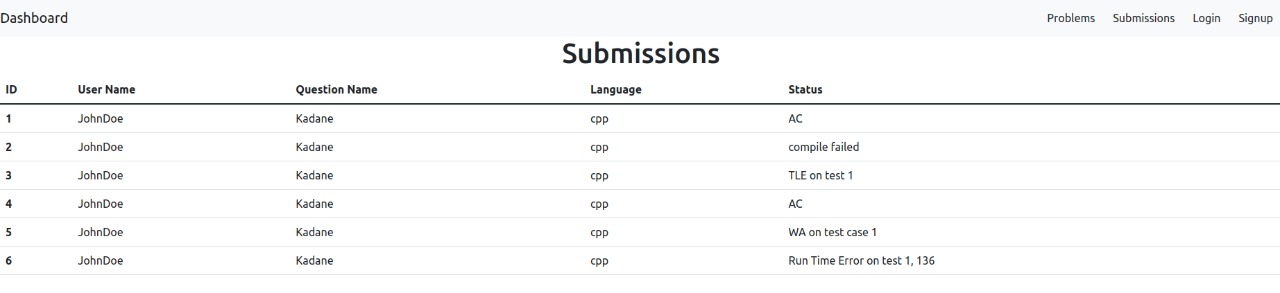 Dashboard Problems Submissions Login Signup
Submissions
ID User Name Question Name Language Status
1 JohnDoe Kadane cpp AC
2 JohnDoe Kadane cpp compile failed
3 JohnDoe Kadane cpp TLE on test 1
4 JohnDoe Kadane cpp AC
5 JohnDoe Kadane cpp WA on test case 1
6 JohnDoe Kadane cpp Run Time Error on test 1, 136